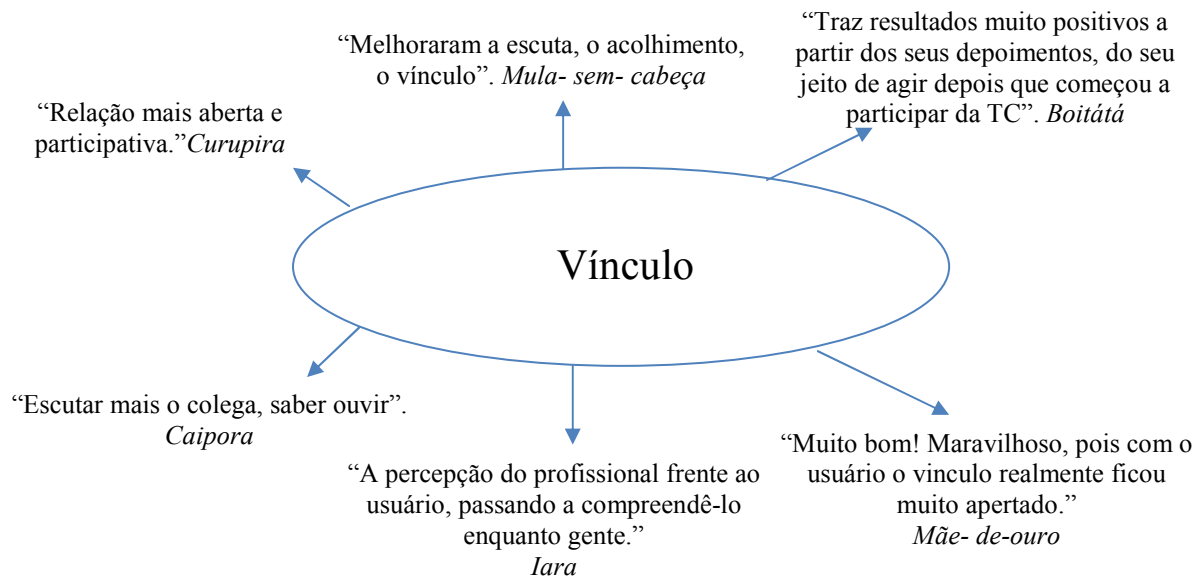 “Traz resultados muito positivos a
partir dos seus depoimentos, do seu
jeito de agir depois que começou a
participar da TC”. Boitátá
“Melhoraram a escuta, o acolhimento,
o vínculo”. Mula- sem- cabeça
“Relação mais aberta e
participativa.”Curupira
Vínculo
“Escutar mais o colega, saber ouvir”.
Caipora
“A percepção do profissional frente ao
usuário, passando a compreendê-lo
enquanto gente.”
Iara
“Muito bom! Maravilhoso, pois com o
usuário o vinculo realmente ficou
muito apertado.”
Mãe- de-ouro